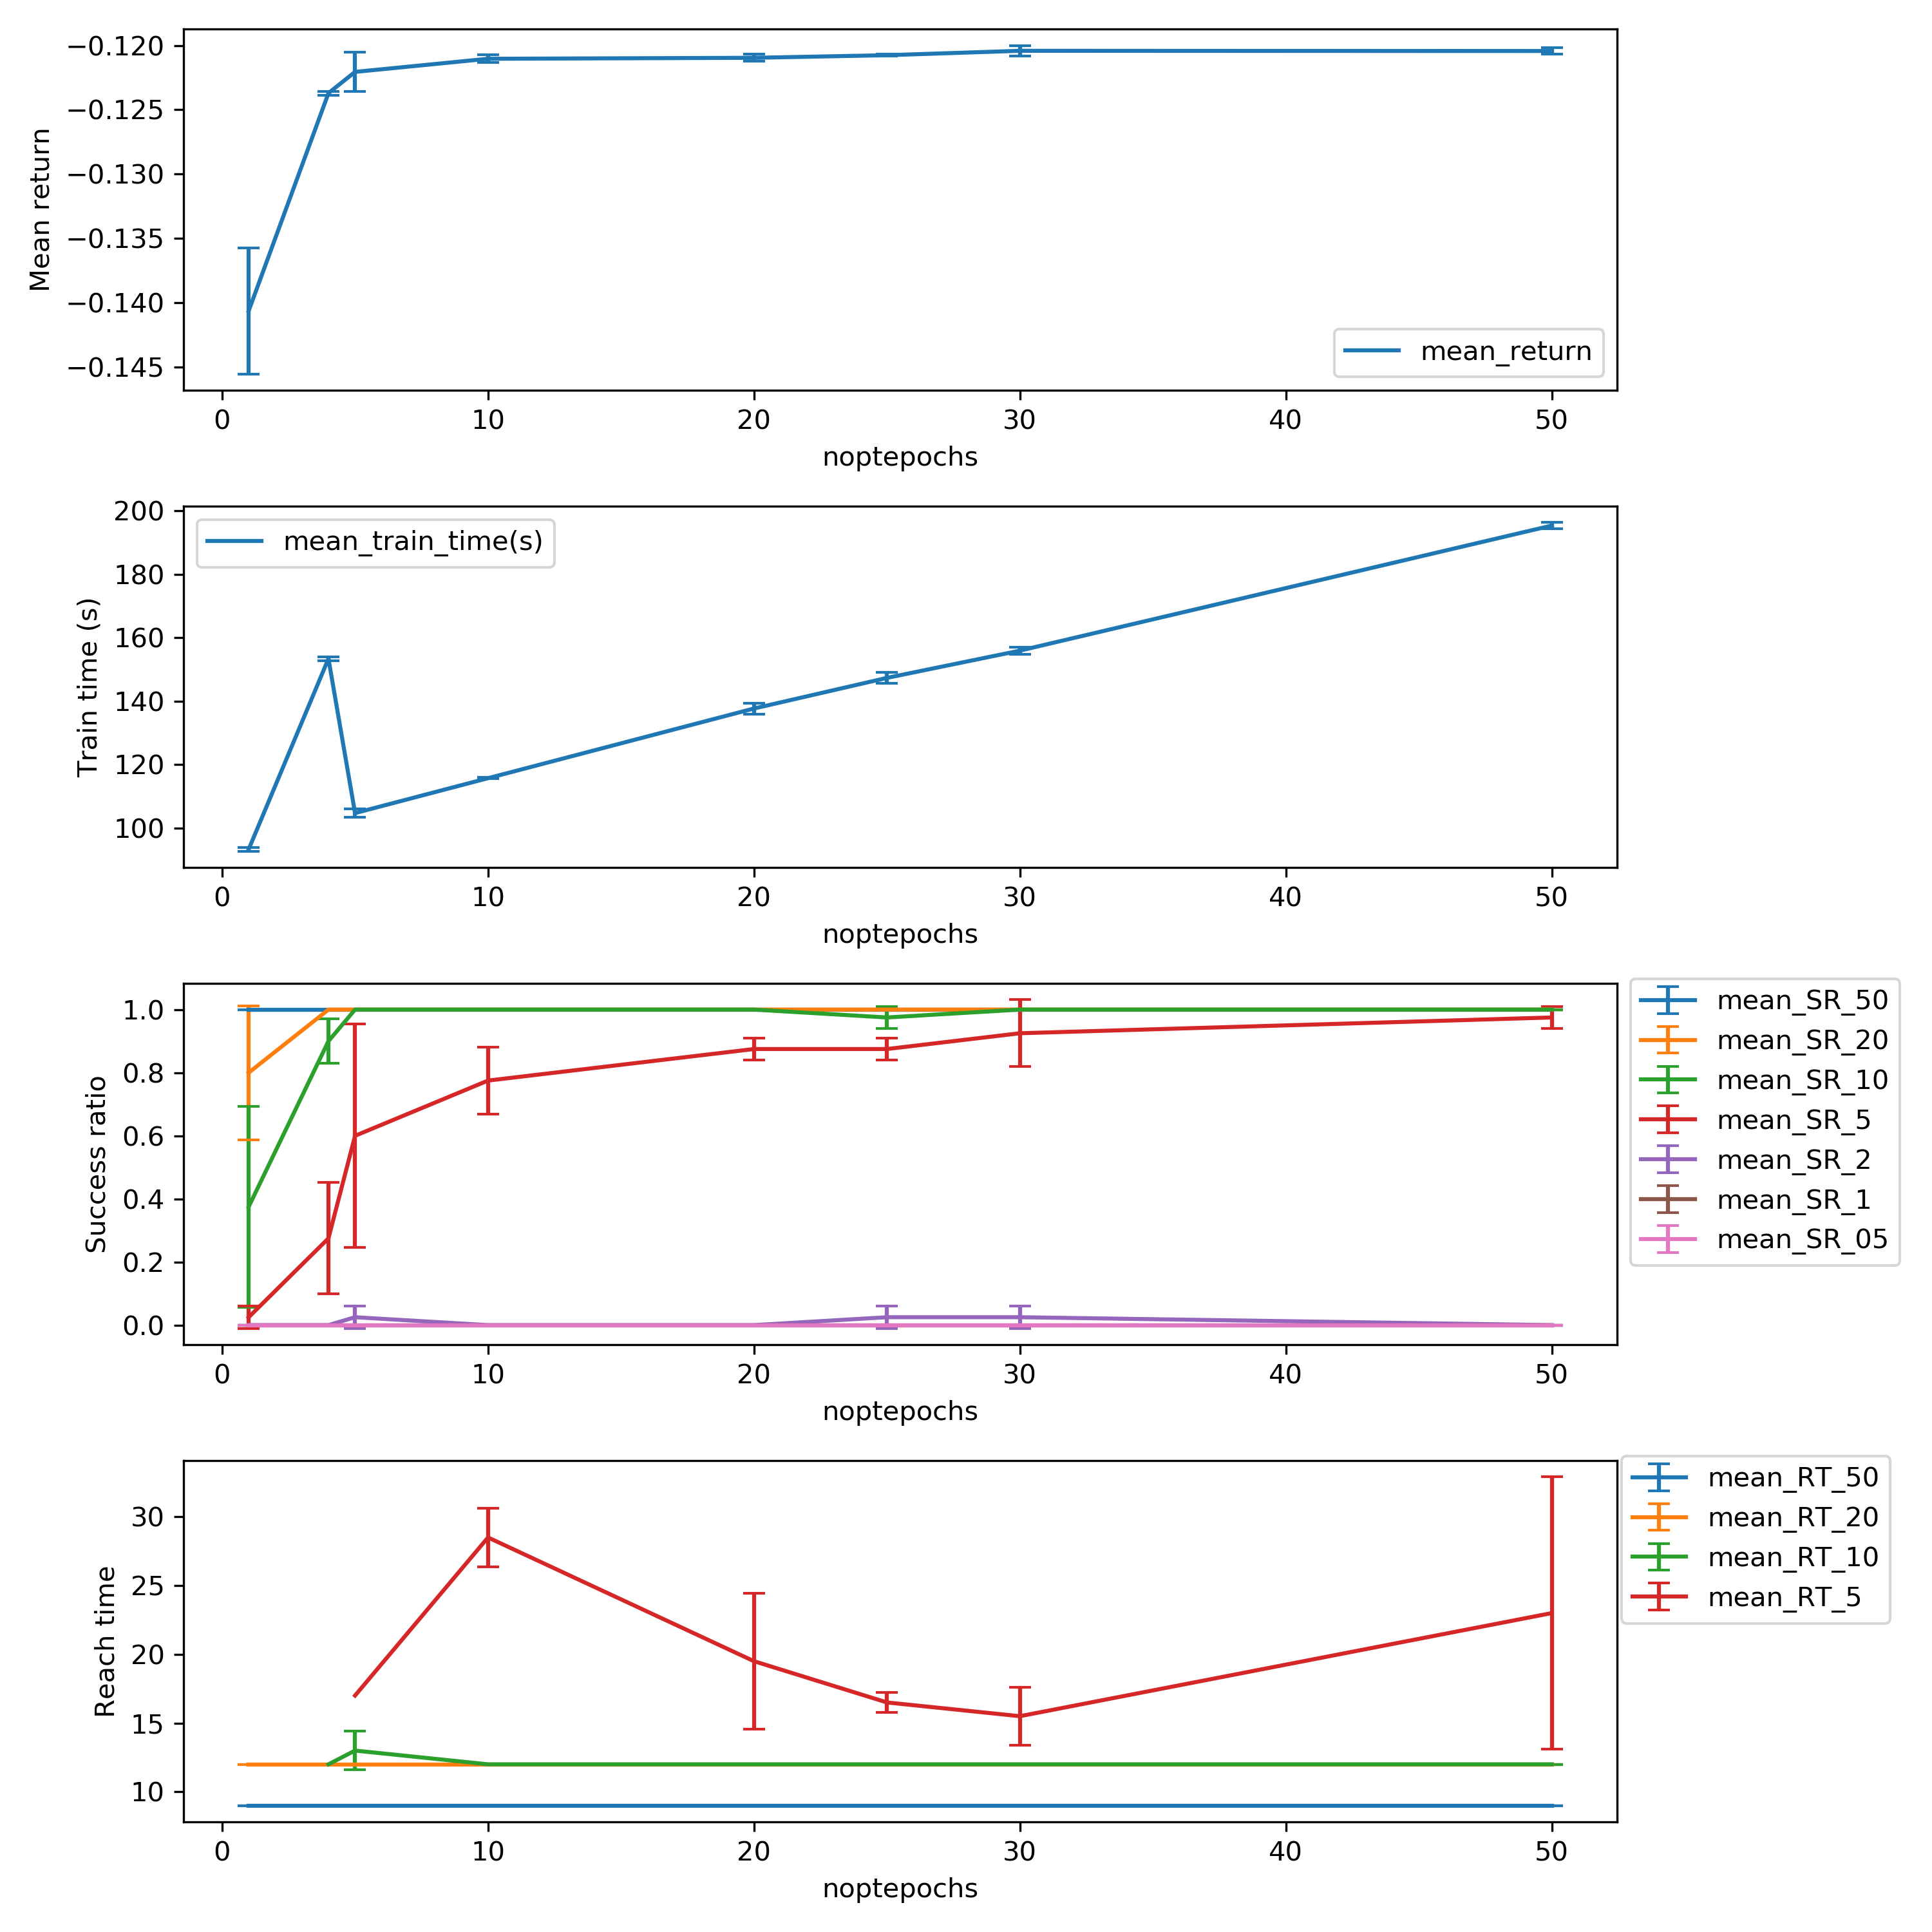 −0.120
−0.125
−0.130
−0.135
−0.140
−0.145
Mean return
mean_return
0 10 20 30 40 50
noptepochs
200
180
160
140
120
100
Train time (s)
mean_train_time(s)
0 10 20 30 40 50
noptepochs
1.0
0.8
0.6
0.4
0.2
0.0
Success ratio
mean_SR_50
mean_SR_20
mean_SR_10
mean_SR_5
mean_SR_2
mean_SR_1
mean_SR_05
0 10 20 30 40 50
noptepochs
30
25
20
15
10
Reach time
mean_RT_50
mean_RT_20
mean_RT_10
mean_RT_5
0 10 20 30 40 50
noptepochs